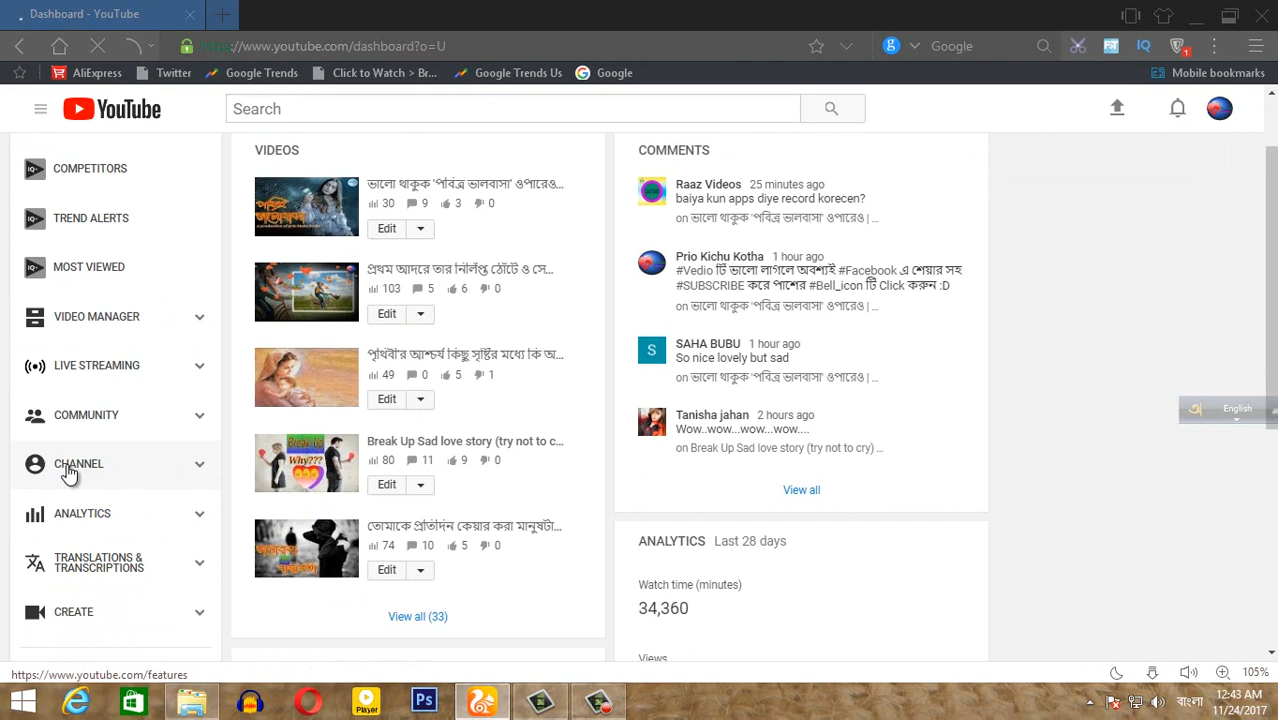 Dashboard - YouTube
https://www.youtube.com/dashboard?o=U
Google
AliExpress Twitter Google Trends Click to Watch > Br... Google Trends Us Google Mobile bookmarks
YouTube
Search
COMPETITORS
TREND ALERTS
MOST VIEWED
VIDEO MANAGER
LIVE STREAMING
COMMUNITY
CHANNEL
ANALYTICS
TRANSLATIONS &
TRANSCRIPTIONS
CREATE
VIDEOS
ভালো থাকুক 'পবিত্র ভালবাসা' ওপারেও...
30 9 3 0
Edit
প্রথম আদরে তার নির্লিপ্ত ঠোঁটে ও সে...
103 5 6 0
Edit
পৃথিবী'র আশ্চর্য কিছু সৃষ্টির মধ্যে কি অ...
49 0 5 1
Edit
Break Up Sad love story (try not to c...
80 11 9 0
Edit
তোমাকে প্রতিদিন কেয়ার করা মানুষটা...
74 10 5 0
Edit
View all (33)
COMMENTS
Raaz Videos 25 minutes ago
baiya kun apps diye record korecen?
on ভালো থাকুক 'পবিত্র ভালবাসা' ওপারেও | ...
Prio Kichu Kotha 1 hour ago
#Vedio টি ভালো লাগলে অবশ্যই #Facebook এ শেয়ার সহ
#SUBSCRIBE করে পাশের #Bell_icon টি Click করুন :D
on ভালো থাকুক 'পবিত্র ভালবাসা' ওপারেও | ...
S
SAHA BUBU 1 hour ago
So nice lovely but sad
on ভালো থাকুক 'পবিত্র ভালবাসা' ওপারেও | ...
Tanisha jahan 2 hours ago
Wow..wow...wow...wow....
on Break Up Sad love story (try not to cry) ...
View all
ANALYTICS Last 28 days
Watch time (minutes)
34,360
Views
অ English
https://www.youtube.com/features
105%
Player
Ps
বাংলা
12:43 AM
11/24/2017